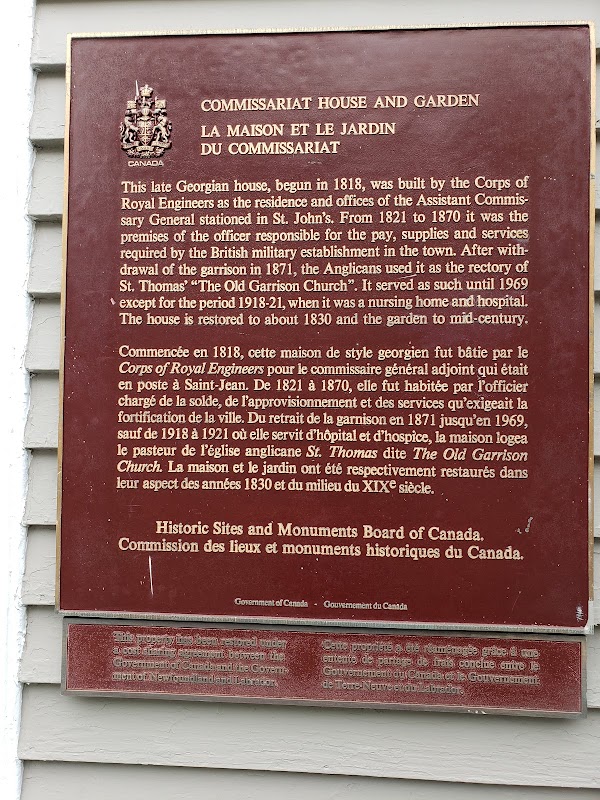 CANADA
COMMISSARIAT HOUSE AND GARDEN
LA MAISON ET LE JARDIN
DU COMMISSARIAT
This late Georgian house, begun in 1818, was built by the Corps of
Royal Engineers as the residence and offices of the Assistant Commis-
sary General stationed in St. John's. From 1821 to 1870 it was the
premises of the officer responsible for the pay, supplies and services
required by the British military establishment in the town. After with-
drawal of the garrison in 1871, the Anglicans used it as the rectory of
St. Thomas' "The Old Garrison Church". It served as such until 1969
except for the period 1918-21, when it was a nursing home and hospital.
The house is restored to about 1830 and the garden to mid-century.
Commencée en 1818, cette maison de style georgien fut bâtie par le
Corps of Royal Engineers pour le commissaire général adjoint qui était
en poste à Saint-Jean. De 1821 à 1870, elle fut habitée par l'officier
chargé de la solde, de l'approvisionnement et des services qu'exigeait la
fortification de la ville. Du retrait de la garnison en 1871 jusqu'en 1969,
sauf de 1918 à 1921 où elle servit d'hôpital et d'hospice, la maison logea
le pasteur de l'église anglicane St. Thomas dite The Old Garrison
Church. La maison et le jardin ont été respectivement restaurés dans
leur aspect des années 1830 et du milieu du XIXe siècle.
Historic Sites and Monuments Board of Canada.
Commission des lieux et monuments historiques du Canada.
Government of Canada - Gouvernement du Canada
This property has been restored under
a cost sharing agreement between the
Government of Canada and the Govern-
ment of Newfoundland and Labrador.
Cette propriété a été réaménagée grâce à une
entente de partage de frais conclue entre le
Gouvernement du Canada et le Gouvernement
de Terre-Neuve et du Labrador.